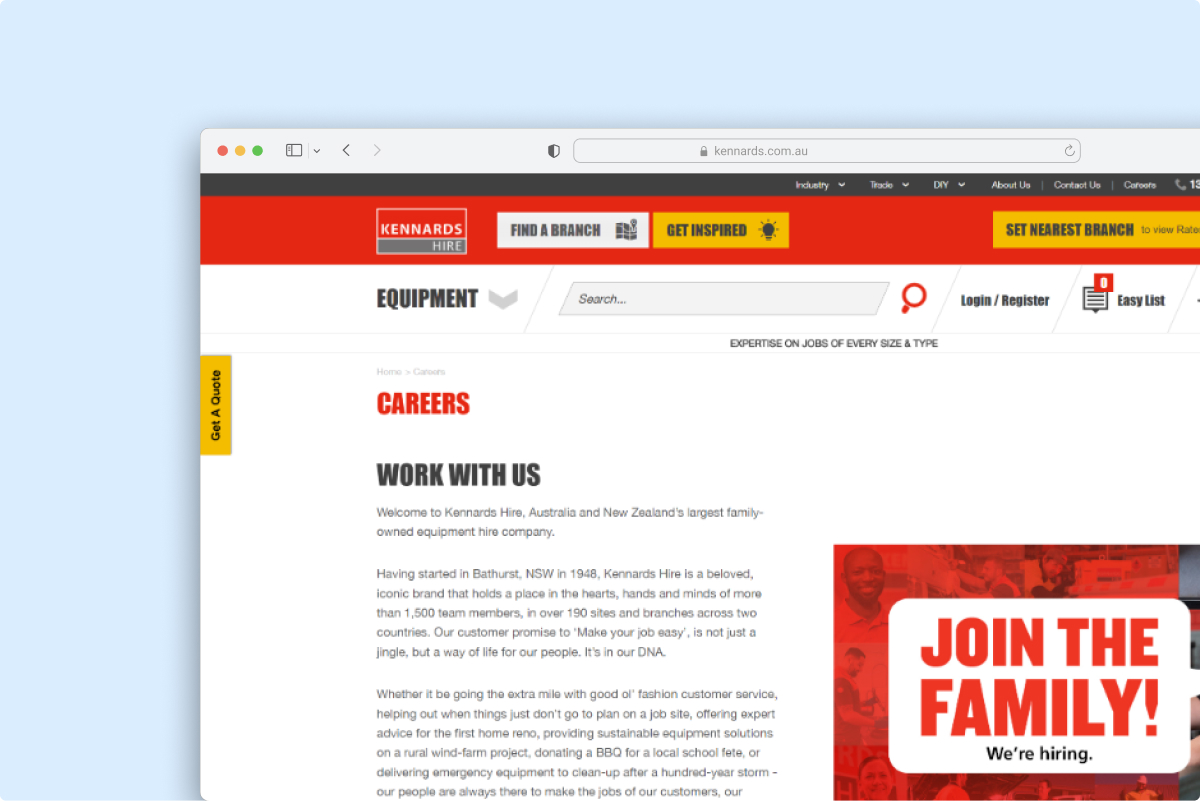 kennards.com.au
Industry Trade DIY About Us | Contact Us | Careers 13
KENNARDS
HIRE
FIND A BRANCH
GET INSPIRED
SET NEAREST BRANCH to view Rates
EQUIPMENT
Search...
Login / Register
0
Easy List
EXPERTISE ON JOBS OF EVERY SIZE & TYPE
Get A Quote
Home > Careers
CAREERS
WORK WITH US
Welcome to Kennards Hire, Australia and New Zealand's largest family-
owned equipment hire company.
Having started in Bathurst, NSW in 1948, Kennards Hire is a beloved,
iconic brand that holds a place in the hearts, hands and minds of more
than 1,500 team members, in over 190 sites and branches across two
countries. Our customer promise to 'Make your job easy', is not just a
jingle, but a way of life for our people. It's in our DNA.
Whether it be going the extra mile with good ol' fashion customer service,
helping out when things just don't go to plan on a job site, offering expert
advice for the first home reno, providing sustainable equipment solutions
on a rural wind-farm project, donating a BBQ for a local school fete, or
delivering emergency equipment to clean-up after a hundred-year storm -
our people are always there to make the jobs of our customers, our
JOIN THE
FAMILY!
We're hiring.